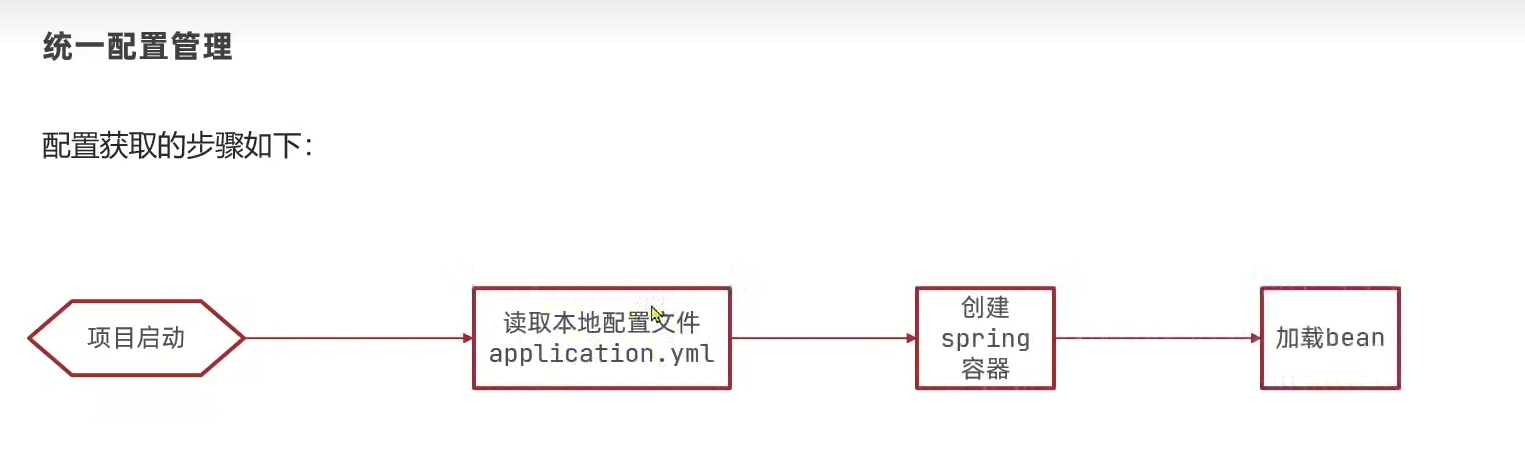 统一配置管理
配置获取的步骤如下：
项目启动
读取本地配置文件
application.yml
创建
spring
容器
加载bean